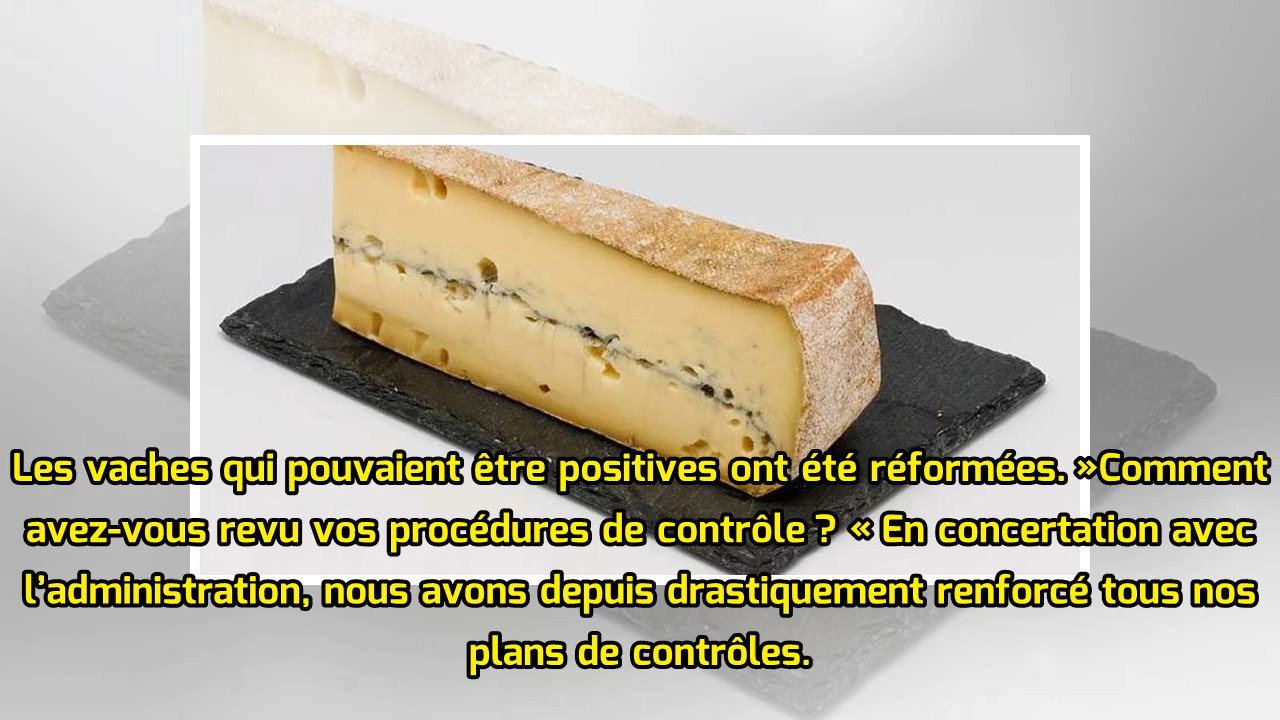 Les vaches qui pouvaient être positives ont été réformées. »Comment
avez-vous revu vos procédures de contrôle ? « En concertation avec
l’administration, nous avons depuis drastiquement renforcé tous nos
plans de contrôles.